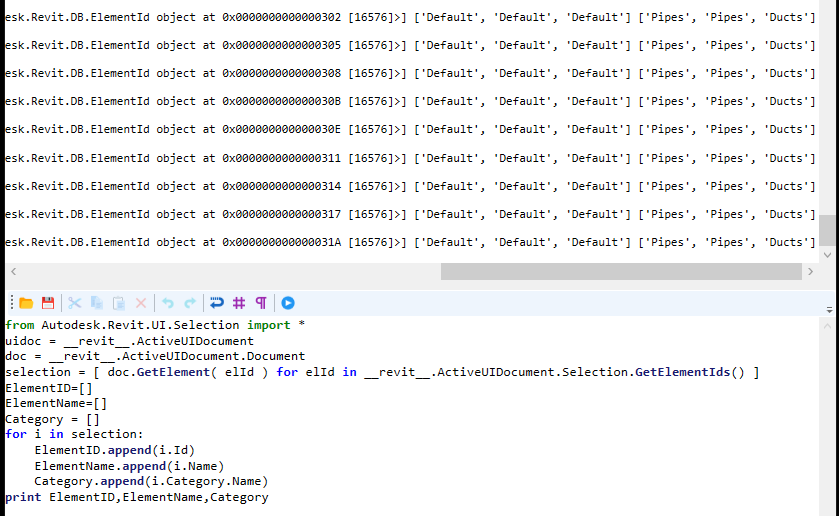 esk.Revit.DB.ElementId object at 0x0000000000000302 [16576]>] ['Default', 'Default', 'Default'] ['Pipes', 'Pipes', 'Ducts']
esk.Revit.DB.ElementId object at 0x0000000000000305 [16576]>] ['Default', 'Default', 'Default'] ['Pipes', 'Pipes', 'Ducts']
esk.Revit.DB.ElementId object at 0x0000000000000308 [16576]>] ['Default', 'Default', 'Default'] ['Pipes', 'Pipes', 'Ducts']
esk.Revit.DB.ElementId object at 0x000000000000030B [16576]>] ['Default', 'Default', 'Default'] ['Pipes', 'Pipes', 'Ducts']
esk.Revit.DB.ElementId object at 0x000000000000030E [16576]>] ['Default', 'Default', 'Default'] ['Pipes', 'Pipes', 'Ducts']
esk.Revit.DB.ElementId object at 0x0000000000000311 [16576]>] ['Default', 'Default', 'Default'] ['Pipes', 'Pipes', 'Ducts']
esk.Revit.DB.ElementId object at 0x0000000000000314 [16576]>] ['Default', 'Default', 'Default'] ['Pipes', 'Pipes', 'Ducts']
esk.Revit.DB.ElementId object at 0x0000000000000317 [16576]>] ['Default', 'Default', 'Default'] ['Pipes', 'Pipes', 'Ducts']
esk.Revit.DB.ElementId object at 0x000000000000031A [16576]>] ['Default', 'Default', 'Default'] ['Pipes', 'Pipes', 'Ducts']
from Autodesk.Revit.UI.Selection import *
uidoc = __revit__.ActiveUIDocument
doc = __revit__.ActiveUIDocument.Document
selection = [ doc.GetElement( elId ) for elId in __revit__.ActiveUIDocument.Selection.GetElementIds() ]
ElementID=[]
ElementName=[]
Category = []
for i in selection:
    ElementID.append(i.Id)
    ElementName.append(i.Name)
    Category.append(i.Category.Name)
print ElementID,ElementName,Category